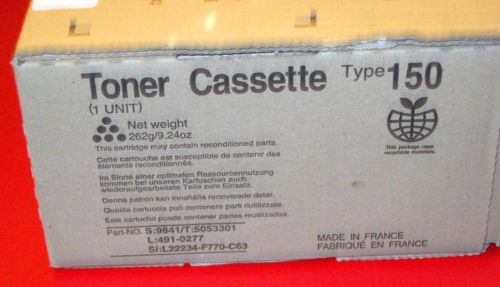 Toner Cassette Type 150
(1 UNIT)
Net weight
262g/9.24oz
This cartridge may contain reconditioned parts.
Cette cartouche est susceptible de contenir des
éléments reconditionnés.
Im Sinne einer optimalen Ressourcennutzung
kommen bei unseren Kartuschen auch
wiederaufgearbeitete Teile zum Einsatz.
Denna patron kan innehålla renoverade delar.
Questa cartuccia può contenere parti riutilizzate.
Este cartucho puede contener partes reutilizadas.
Part-NO. S:9841/T:5053301
L:491-0277
SI:L22234-F770-C63
This package uses
recyclable materials.
MADE IN FRANCE
FABRIQUÉ EN FRANCE